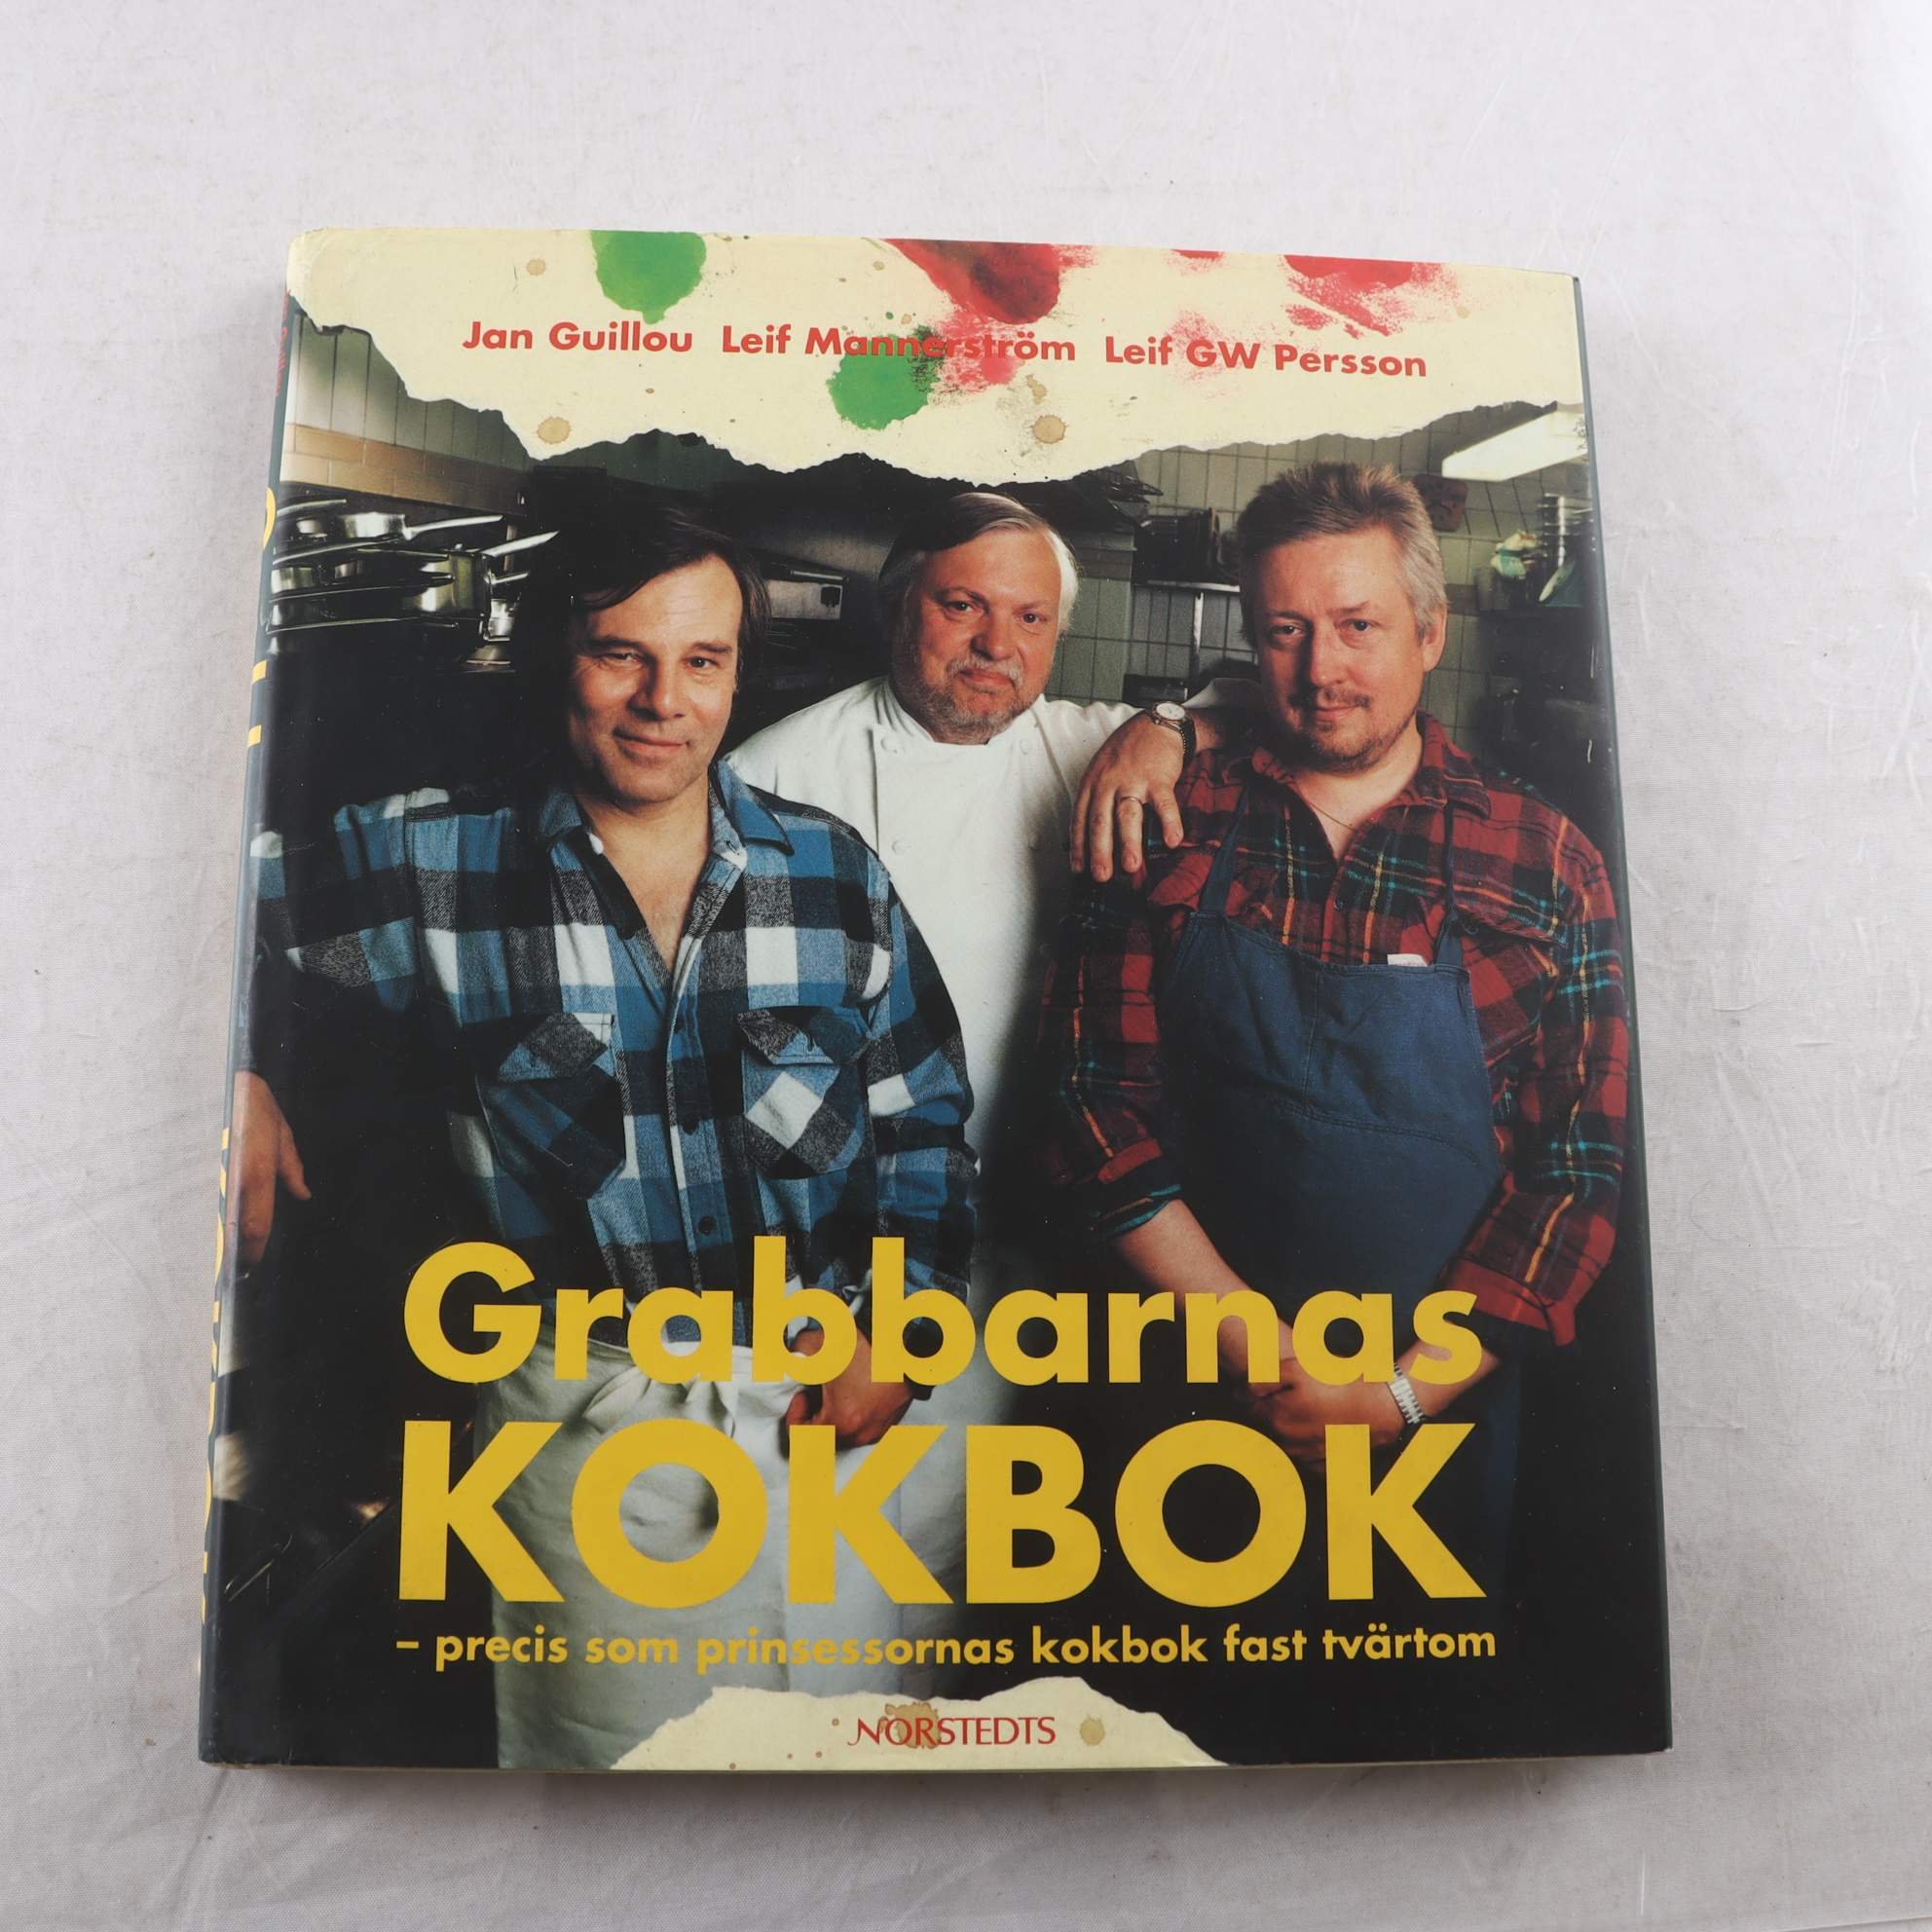 Jan Guillou Leif Mannerström Leif GW Persson
Grabbarnas
KOKBOK
– precis som prinsessornas kokbok fast tvärtom
NORSTEDTS